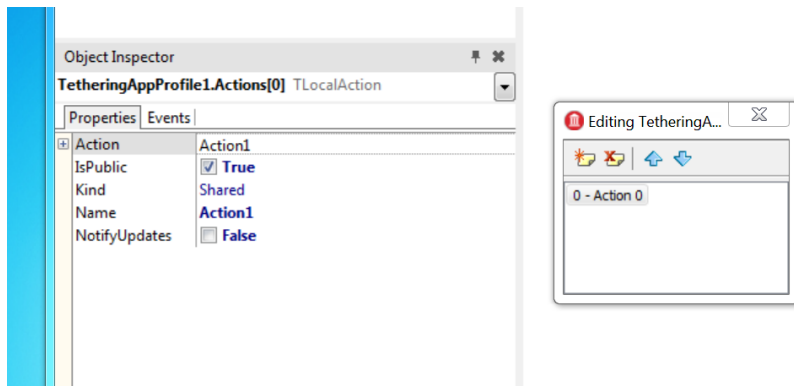 Object Inspector
TetheringAppProfile1.Actions[0] TLocalAction
Properties Events
Action Action1
IsPublic True
Kind Shared
Name Action1
NotifyUpdates False
Editing TetheringA...
0 - Action 0